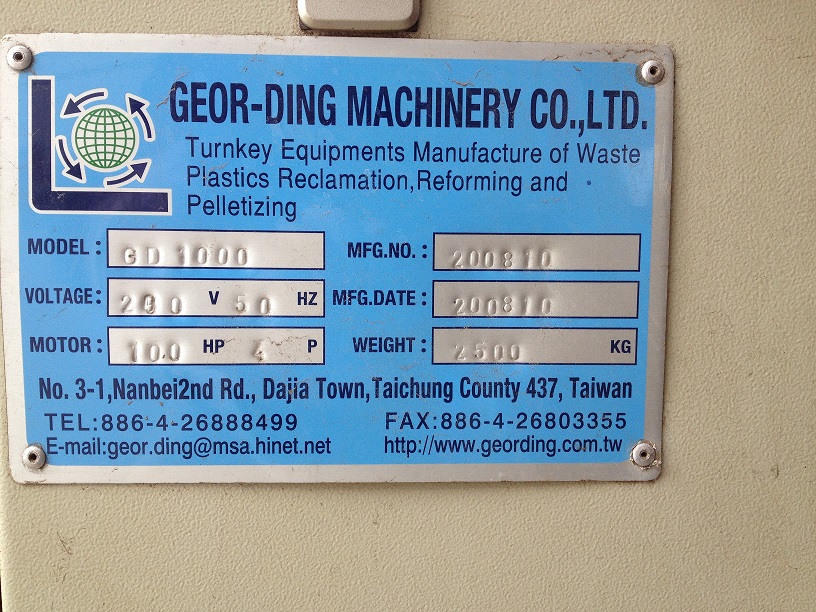 GEOR-DING MACHINERY CO.,LTD.
Turnkey Equipments Manufacture of Waste
Plastics Reclamation,Reforming and
Pelletizing
MODEL: GD 1000 MFG.NO.: 200810
VOLTAGE: 200 V 50 HZ MFG.DATE: 200810
MOTOR: 100 HP 4 P WEIGHT: 2500 KG
No. 3-1,Nanbei2nd Rd., Dajia Town,Taichung County 437, Taiwan
TEL:886-4-26888499 FAX:886-4-26803355
E-mail:geor.ding@msa.hinet.net http://www.geording.com.tw